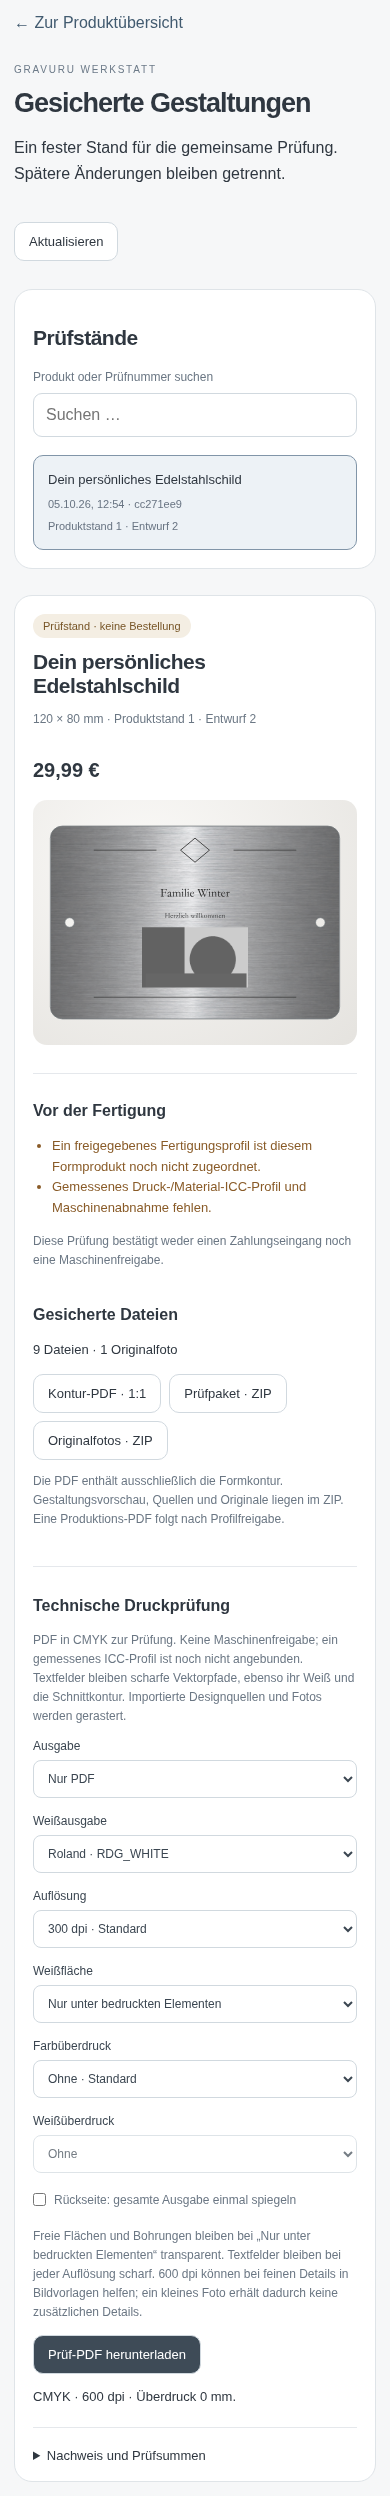 ← Zur Produktübersicht
GRAVURU WERKSTATT
Gesicherte Gestaltungen
Ein fester Stand für die gemeinsame Prüfung.
Spätere Änderungen bleiben getrennt.
Aktualisieren
Prüfstände
Produkt oder Prüfnummer suchen
Suchen …
Dein persönliches Edelstahlschild
05.10.26, 12:54 · cc271ee9
Produktstand 1 · Entwurf 2
Prüfstand · keine Bestellung
Dein persönliches
Edelstahlschild
120 × 80 mm · Produktstand 1 · Entwurf 2
29,99 €
Familie Winter
Herzlich willkommen
Vor der Fertigung
• Ein freigegebenes Fertigungsprofil ist diesem
Formprodukt noch nicht zugeordnet.
• Gemessenes Druck-/Material-ICC-Profil und
Maschinenabnahme fehlen.
Diese Prüfung bestätigt weder einen Zahlungseingang noch
eine Maschinenfreigabe.
Gesicherte Dateien
9 Dateien · 1 Originalfoto
Kontur-PDF · 1:1
Prüfpaket · ZIP
Originalfotos · ZIP
Die PDF enthält ausschließlich die Formkontur.
Gestaltungsvorschau, Quellen und Originale liegen im ZIP.
Eine Produktions-PDF folgt nach Profilfreigabe.
Technische Druckprüfung
PDF in CMYK zur Prüfung. Keine Maschinenfreigabe; ein
gemessenes ICC-Profil ist noch nicht angebunden.
Textfelder bleiben scharfe Vektorpfade, ebenso ihr Weiß und
die Schnittkontur. Importierte Designquellen und Fotos
werden gerastert.
Ausgabe
Nur PDF
Weißausgabe
Roland · RDG_WHITE
Auflösung
300 dpi · Standard
Weißfläche
Nur unter bedruckten Elementen
Farbüberdruck
Ohne · Standard
Weißüberdruck
Ohne
Rückseite: gesamte Ausgabe einmal spiegeln
Freie Flächen und Bohrungen bleiben bei „Nur unter
bedruckten Elementen“ transparent. Textfelder bleiben bei
jeder Auflösung scharf. 600 dpi können bei feinen Details in
Bildvorlagen helfen; ein kleines Foto erhält dadurch keine
zusätzlichen Details.
Prüf-PDF herunterladen
CMYK · 600 dpi · Überdruck 0 mm.
▶ Nachweis und Prüfsummen